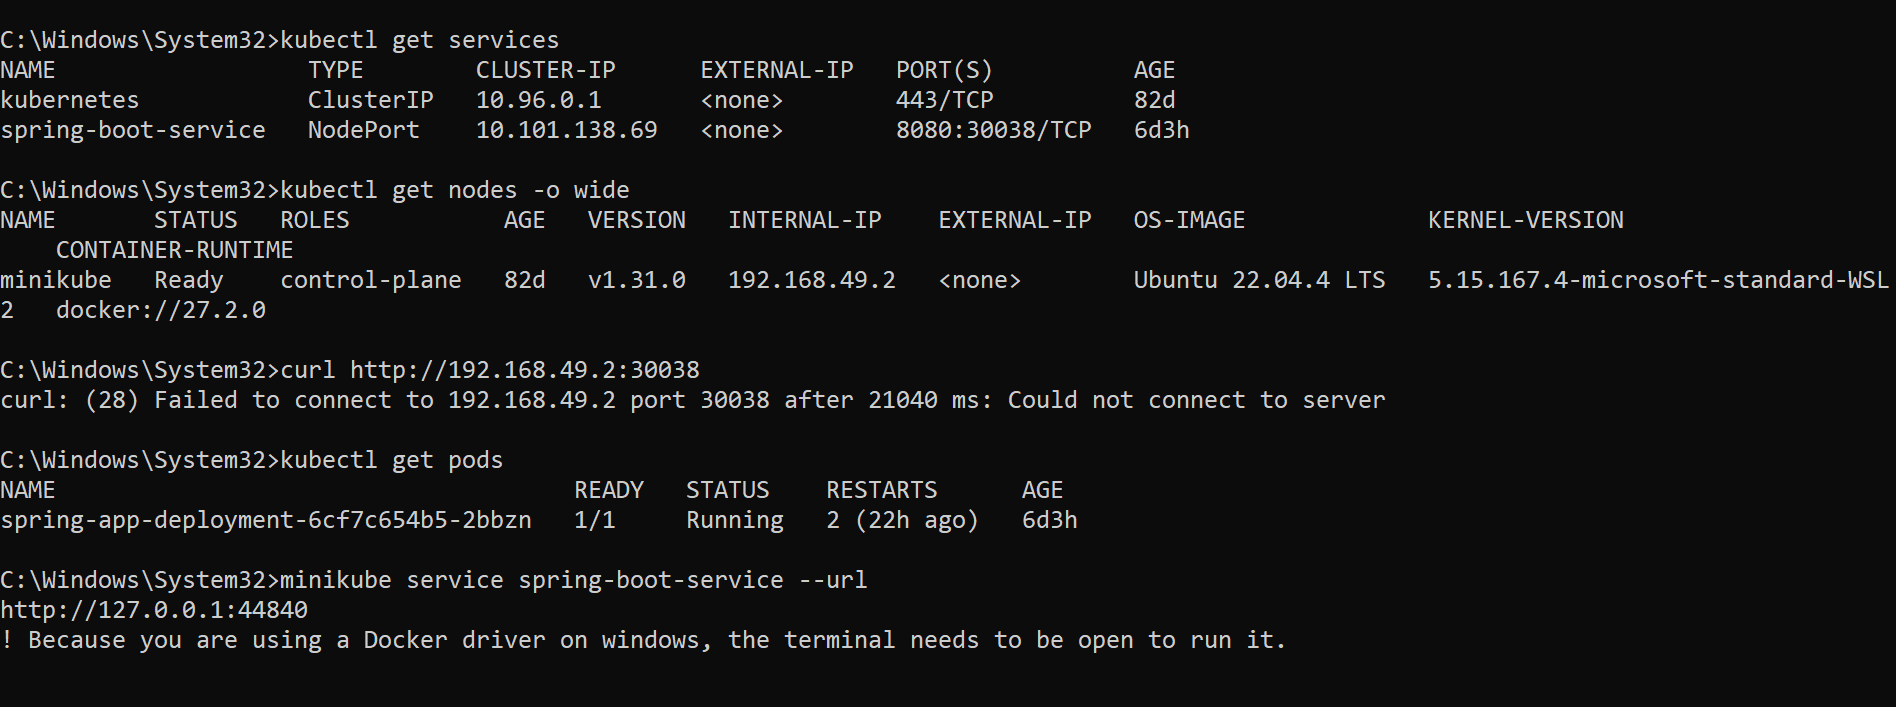 C:\Windows\System32>kubectl get services
NAME                  TYPE        CLUSTER-IP      EXTERNAL-IP   PORT(S)          AGE
kubernetes            ClusterIP   10.96.0.1       <none>        443/TCP          82d
spring-boot-service   NodePort    10.101.138.69   <none>        8080:30038/TCP   6d3h
C:\Windows\System32>kubectl get nodes -o wide
NAME       STATUS   ROLES           AGE   VERSION   INTERNAL-IP    EXTERNAL-IP   OS-IMAGE             KERNEL-VERSION
    CONTAINER-RUNTIME
minikube   Ready    control-plane   82d   v1.31.0   192.168.49.2   <none>        Ubuntu 22.04.4 LTS   5.15.167.4-microsoft-standard-WSL
2   docker://27.2.0
C:\Windows\System32>curl http://192.168.49.2:30038
curl: (28) Failed to connect to 192.168.49.2 port 30038 after 21040 ms: Could not connect to server
C:\Windows\System32>kubectl get pods
NAME                                     READY   STATUS    RESTARTS      AGE
spring-app-deployment-6cf7c654b5-2bbzn   1/1     Running   2 (22h ago)   6d3h
C:\Windows\System32>minikube service spring-boot-service --url
http://127.0.0.1:44840
! Because you are using a Docker driver on windows, the terminal needs to be open to run it.